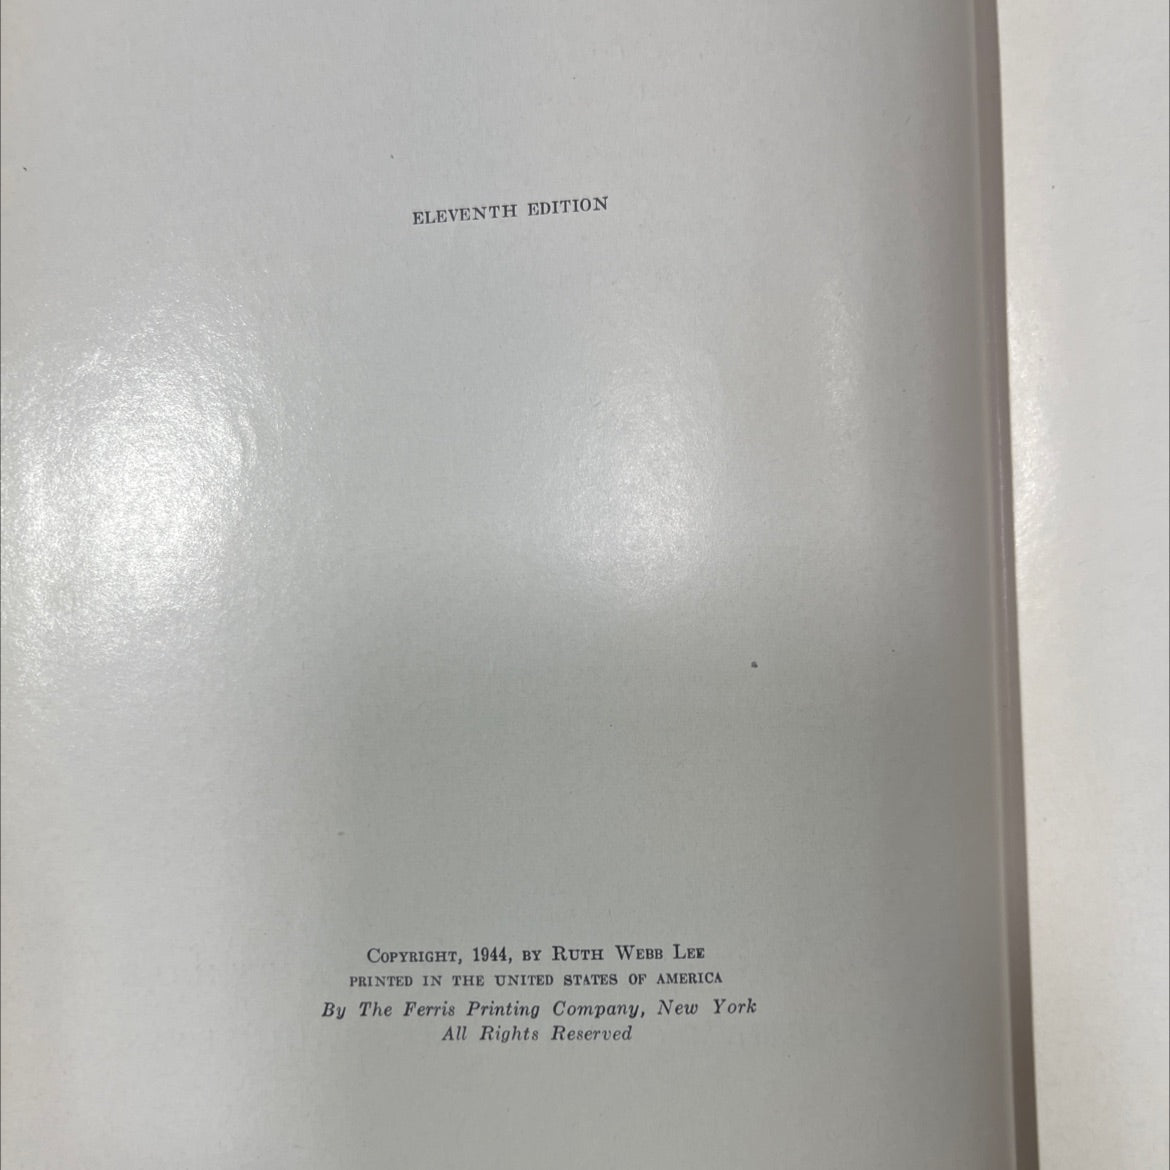 ELEVENTH EDITION
COPYRIGHT, 1944, BY RUTH WEBB LEE
PRINTED IN THE UNITED STATES OF AMERICA
By The Ferris Printing Company, New York
All Rights Reserved